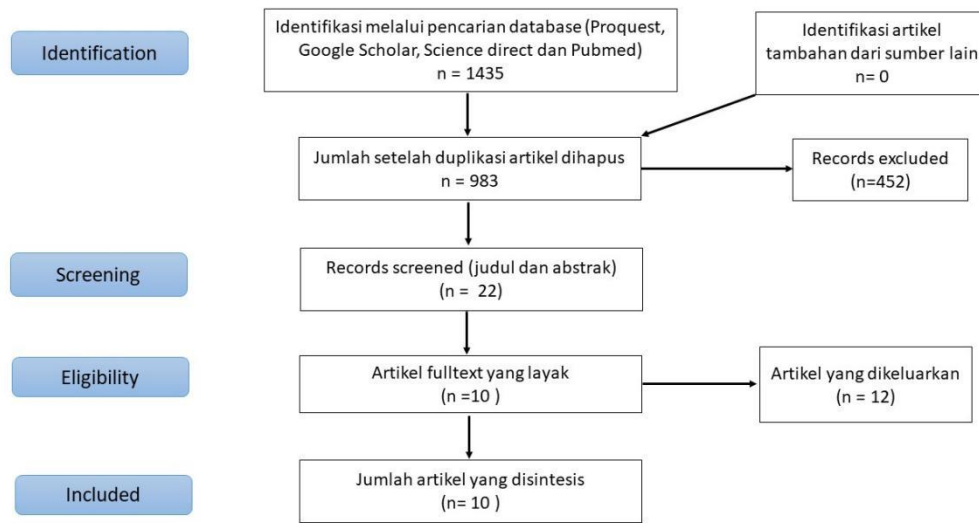 Identification
Identifikasi melalui pencarian database (Proquest,
Google Scholar, Science direct dan Pubmed)
n = 1435
Identifikasi artikel
tambahan dari sumber lain
n= 0
Jumlah setelah duplikasi artikel dihapus
n = 983
Records excluded
(n=452)
Screening
Records screened (judul dan abstrak)
(n = 22)
Eligibility
Artikel fulltext yang layak
(n =10 )
Artikel yang dikeluarkan
(n = 12)
Included
Jumlah artikel yang disintesis
(n= 10 )